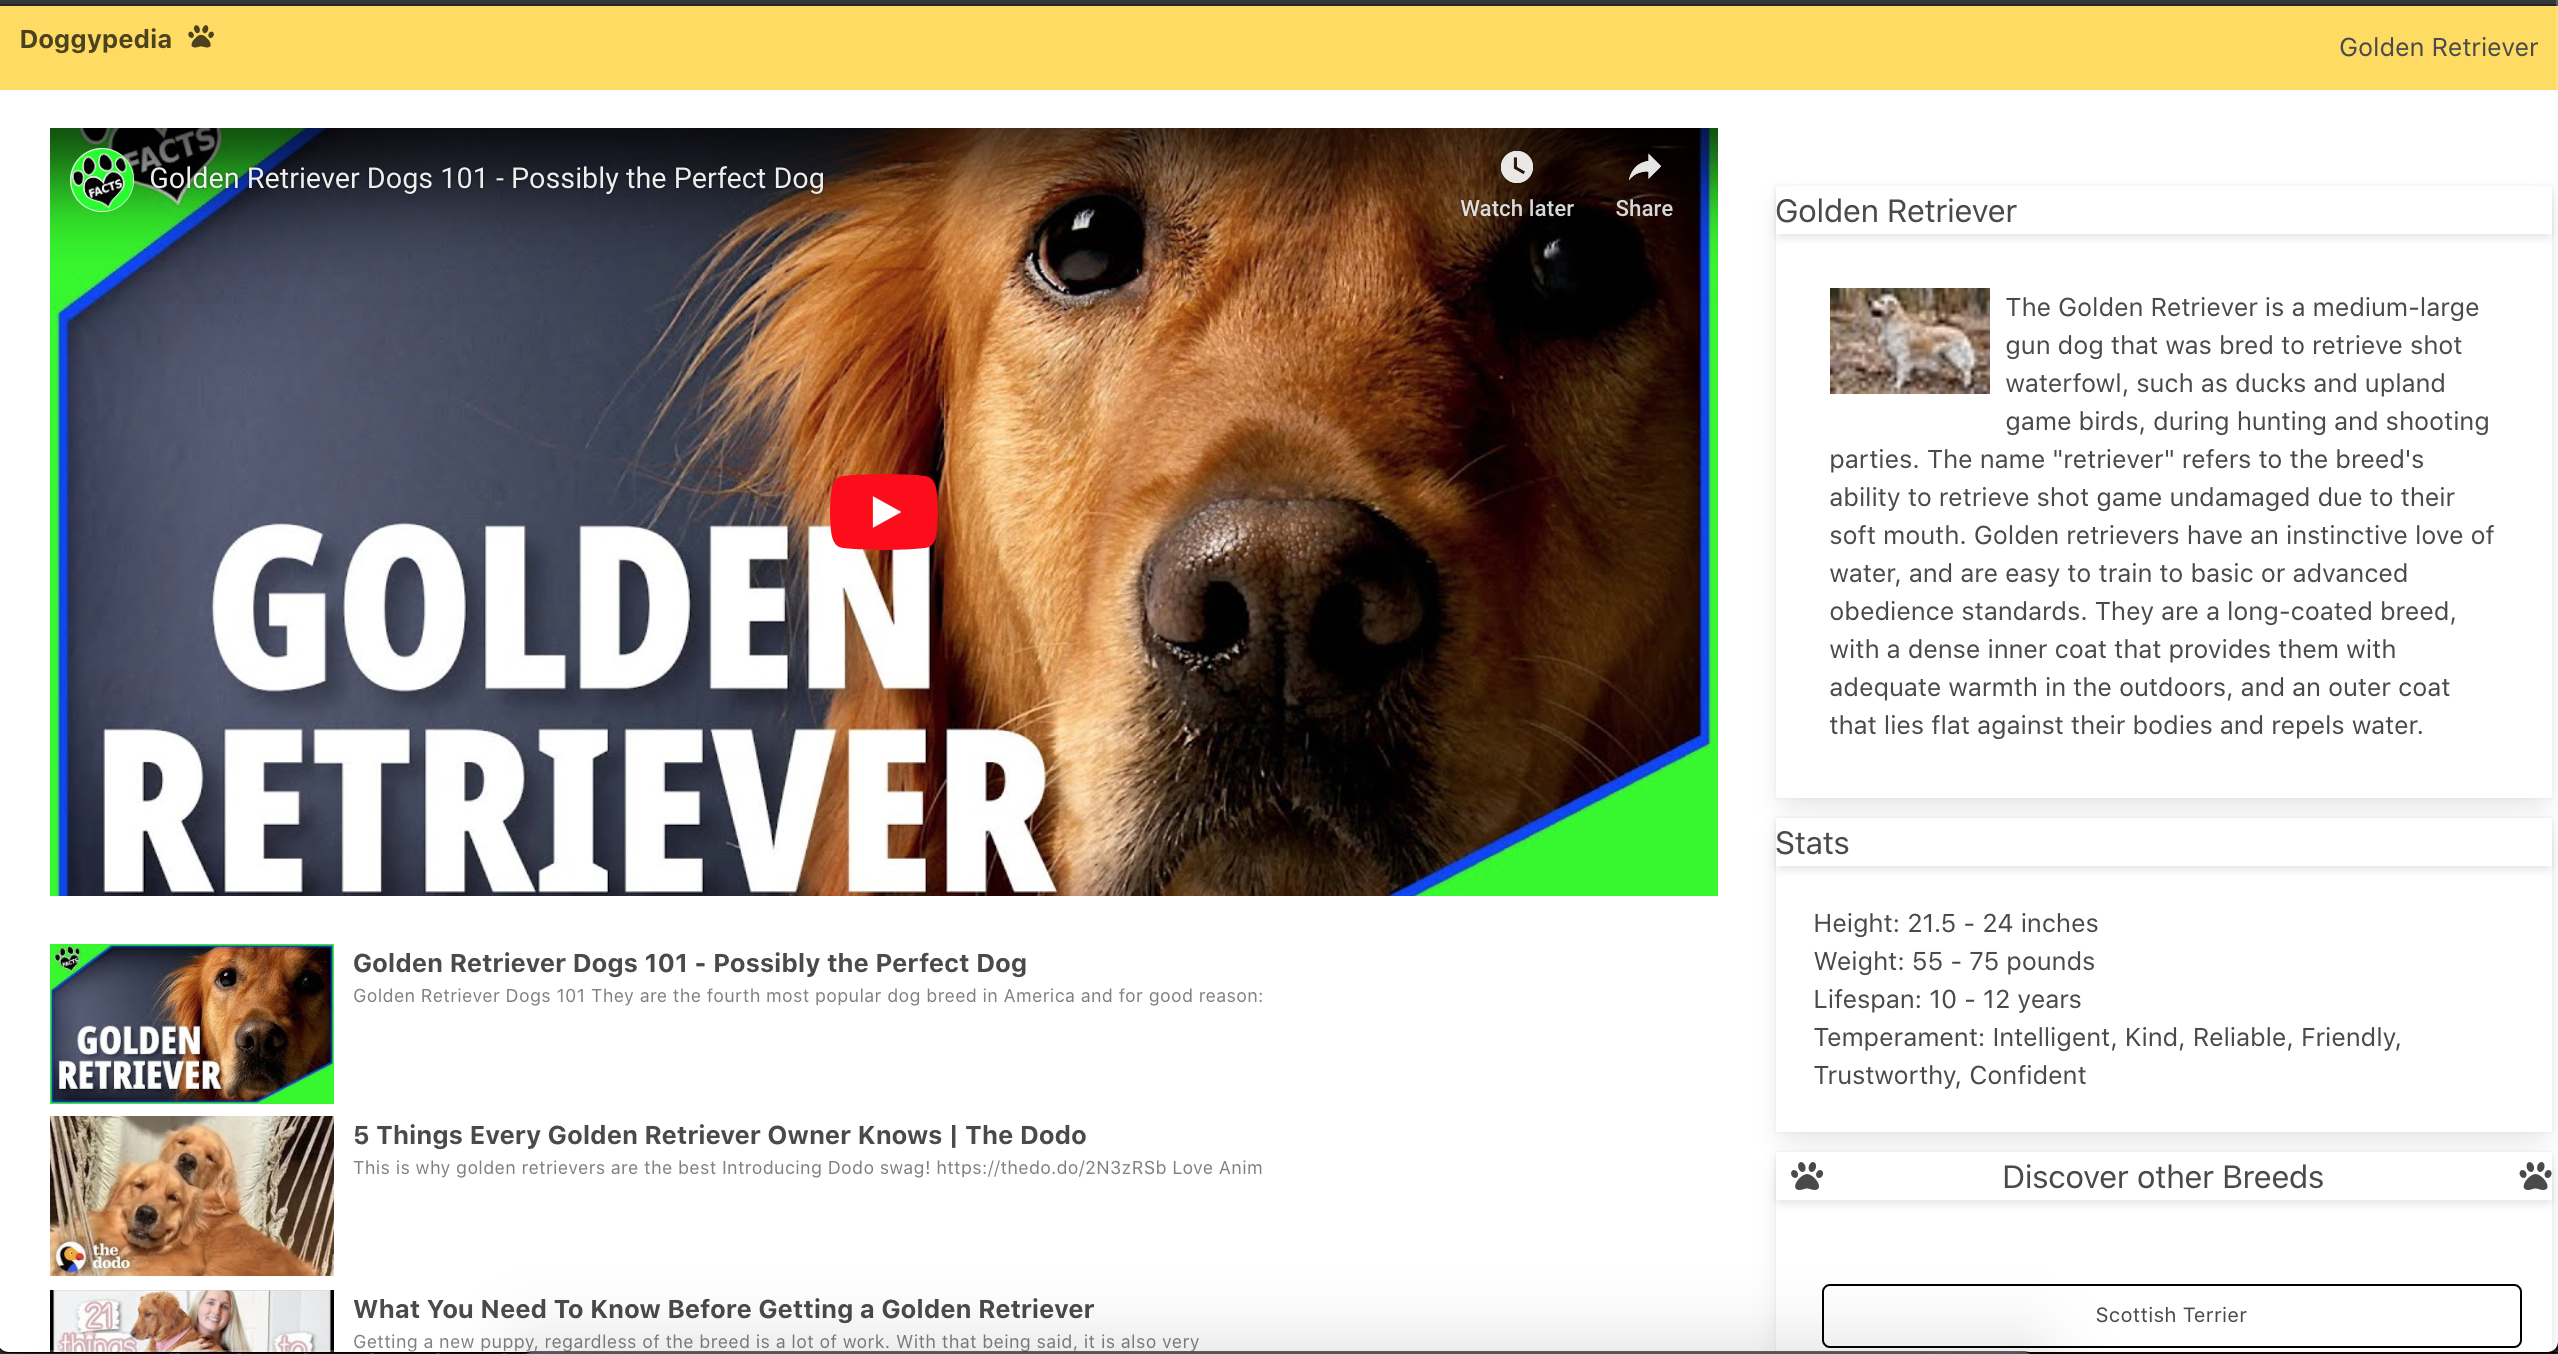 Doggypedia
Golden Retriever
FACTS
FACTS
Golden Retriever Dogs 101 - Possibly the Perfect Dog
Watch later
Share
GOLDEN
RETRIEVER
FACTS
GOLDEN
RETRIEVER
Golden Retriever Dogs 101 - Possibly the Perfect Dog
Golden Retriever Dogs 101 They are the fourth most popular dog breed in America and for good reason:
the
dodo
5 Things Every Golden Retriever Owner Knows | The Dodo
This is why golden retrievers are the best Introducing Dodo swag! https://thedo.do/2N3zRSb Love Anim
21
things
to
What You Need To Know Before Getting a Golden Retriever
Getting a new puppy, regardless of the breed is a lot of work. With that being said, it is also very
Golden Retriever
The Golden Retriever is a medium-large
gun dog that was bred to retrieve shot
waterfowl, such as ducks and upland
game birds, during hunting and shooting
parties. The name "retriever" refers to the breed's
ability to retrieve shot game undamaged due to their
soft mouth. Golden retrievers have an instinctive love of
water, and are easy to train to basic or advanced
obedience standards. They are a long-coated breed,
with a dense inner coat that provides them with
adequate warmth in the outdoors, and an outer coat
that lies flat against their bodies and repels water.
Stats
Height: 21.5 - 24 inches
Weight: 55 - 75 pounds
Lifespan: 10 - 12 years
Temperament: Intelligent, Kind, Reliable, Friendly,
Trustworthy, Confident
Discover other Breeds
Scottish Terrier